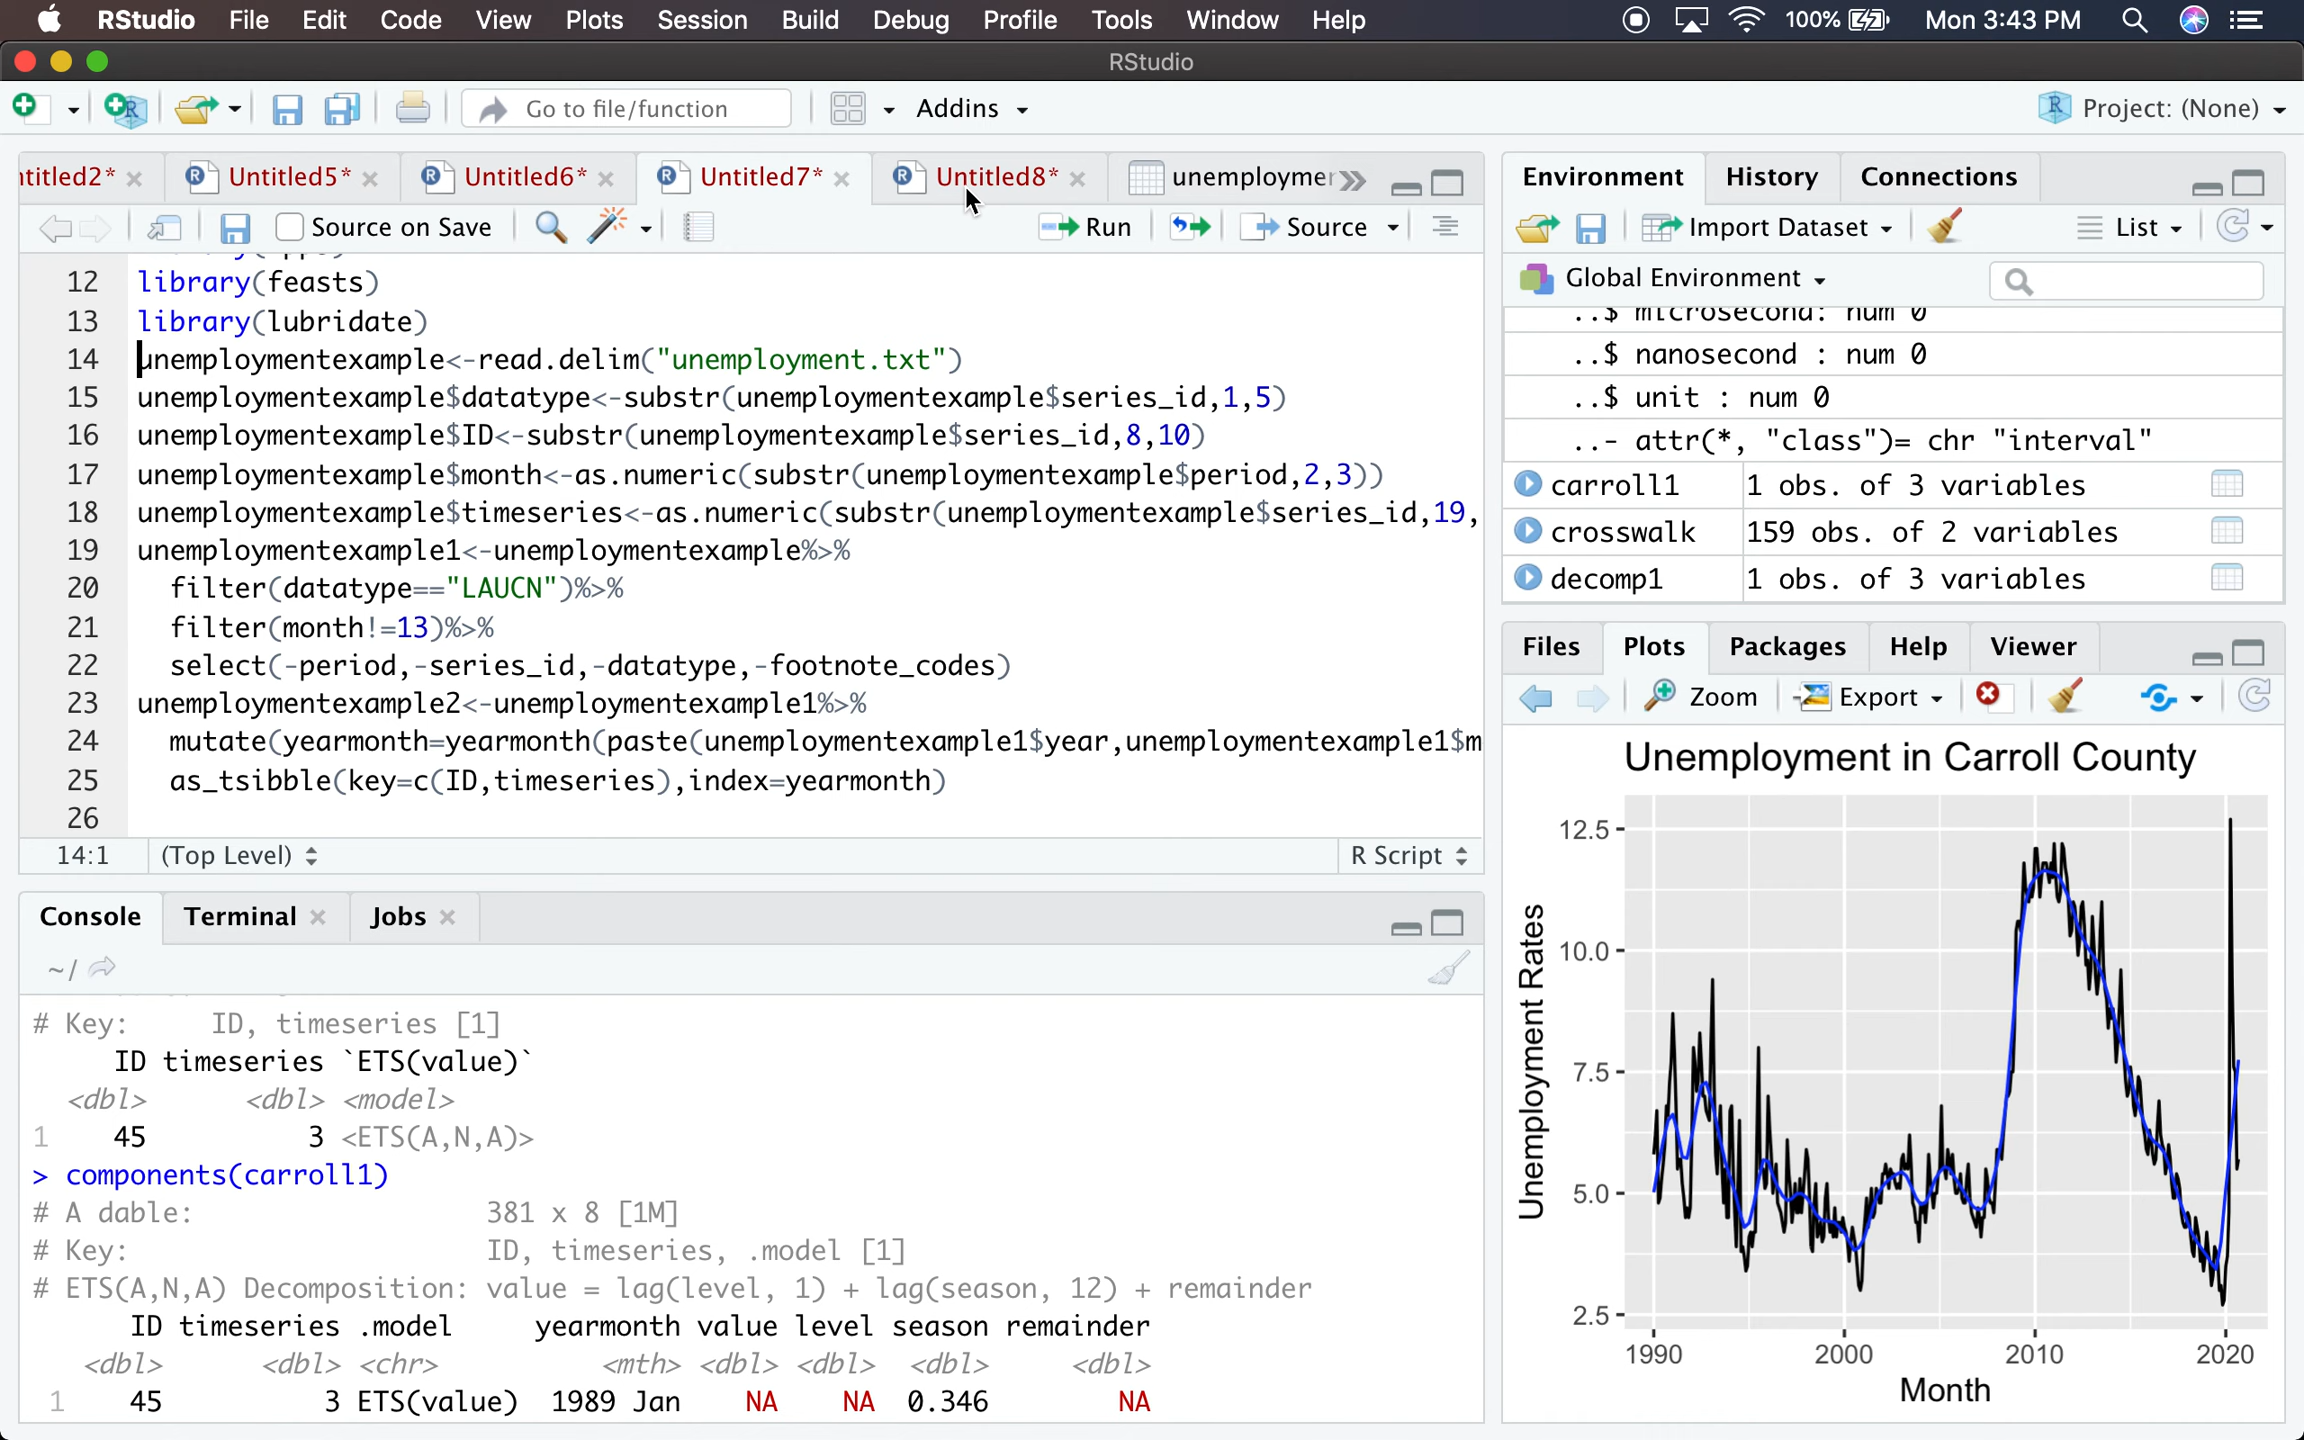 RStudio File Edit Code View Plots Session Build Debug Profile Tools Window Help 100% Mon 3:43 PM
RStudio
Go to file/function Addins Project: (None)
ntitled2* Untitled5* Untitled6* Untitled7* Untitled8* unemploymer
Source on Save Run Source
12 library(feasts)
13 library(lubridate)
14 unemploymentexample<-read.delim("unemployment.txt")
15 unemploymentexample$datatype<-substr(unemploymentexample$series_id,1,5)
16 unemploymentexample$ID<-substr(unemploymentexample$series_id,8,10)
17 unemploymentexample$month<-as.numeric(substr(unemploymentexample$period,2,3))
18 unemploymentexample$timeseries<-as.numeric(substr(unemploymentexample$series_id,19,
19 unemploymentexample1<-unemploymentexample%>%
20 filter(datatype=="LAUCN")%>%
21 filter(month!=13)%>%
22 select(-period,-series_id,-datatype,-footnote_codes)
23 unemploymentexample2<-unemploymentexample1%>%
24 mutate(yearmonth=yearmonth(paste(unemploymentexample1$year,unemploymentexample1$m
25 as_tsibble(key=c(ID,timeseries),index=yearmonth)
26
14:1 (Top Level) R Script
Console Terminal Jobs
~/
# Key: ID, timeseries [1]
ID timeseries `ETS(value)`
<dbl> <dbl> <model>
1 45 3 <ETS(A,N,A)>
> components(carroll1)
# A dable: 381 x 8 [1M]
# Key: ID, timeseries, .model [1]
# ETS(A,N,A) Decomposition: value = lag(level, 1) + lag(season, 12) + remainder
ID timeseries .model yearmonth value level season remainder
<dbl> <dbl> <chr> <mth> <dbl> <dbl> <dbl> <dbl>
1 45 3 ETS(value) 1989 Jan NA NA 0.346 NA
Environment History Connections
Import Dataset List
Global Environment
..$ microsecond: num 0
..$ nanosecond : num 0
..$ unit : num 0
..- attr(*, "class")= chr "interval"
carroll1 1 obs. of 3 variables
crosswalk 159 obs. of 2 variables
decomp1 1 obs. of 3 variables
Files Plots Packages Help Viewer
Zoom Export
Unemployment in Carroll County
12.5
10.0
7.5
5.0
2.5
Unemployment Rates
1990 2000 2010 2020
Month